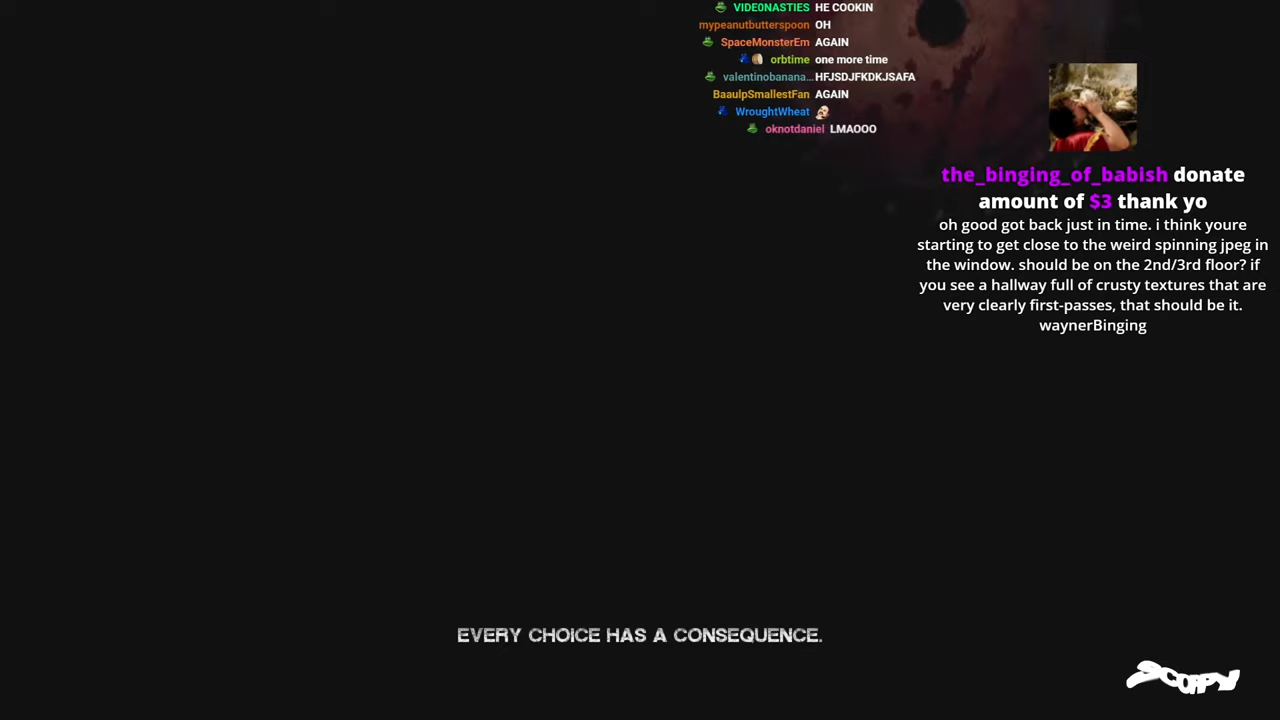 VIDE0NASTIES HE COOKIN
mypeanutbutterspoon OH
SpaceMonsterEm AGAIN
orbtime one more time
valentinobanana... HFJSDJFKDKJSAFA
BaaulpSmallestFan AGAIN
WroughtWheat
oknotdaniel LMAOOO
the_binging_of_babish donate
amount of $3 thank yo
oh good got back just in time. i think youre
starting to get close to the weird spinning jpeg in
the window. should be on the 2nd/3rd floor? if
you see a hallway full of crusty textures that are
very clearly first-passes, that should be it.
waynerBinging
EVERY CHOICE HAS A CONSEQUENCE.